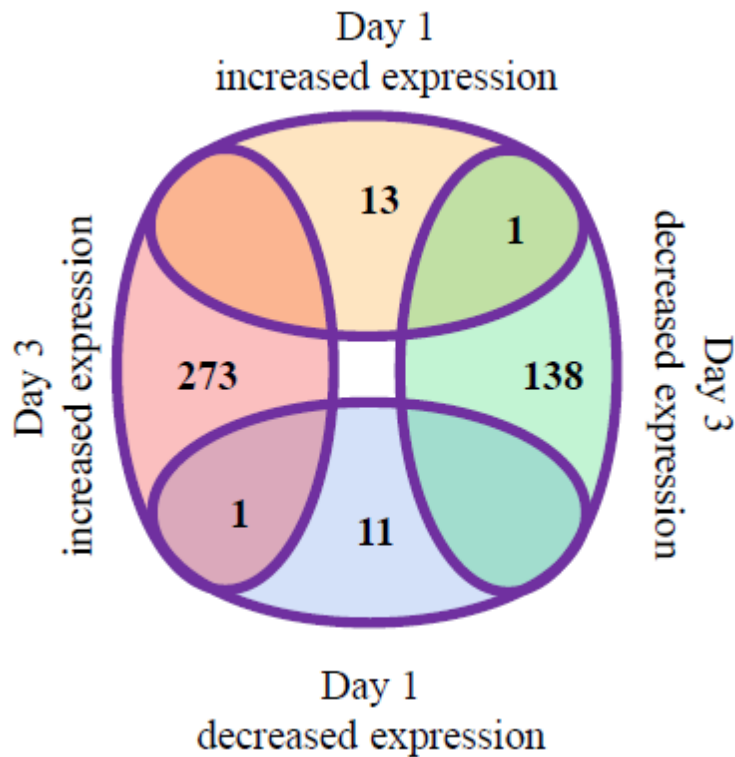 Day 1
increased expression
13
1
Day 3
increased expression
273
138
Day 3
decreased expression
1
11
Day 1
decreased expression